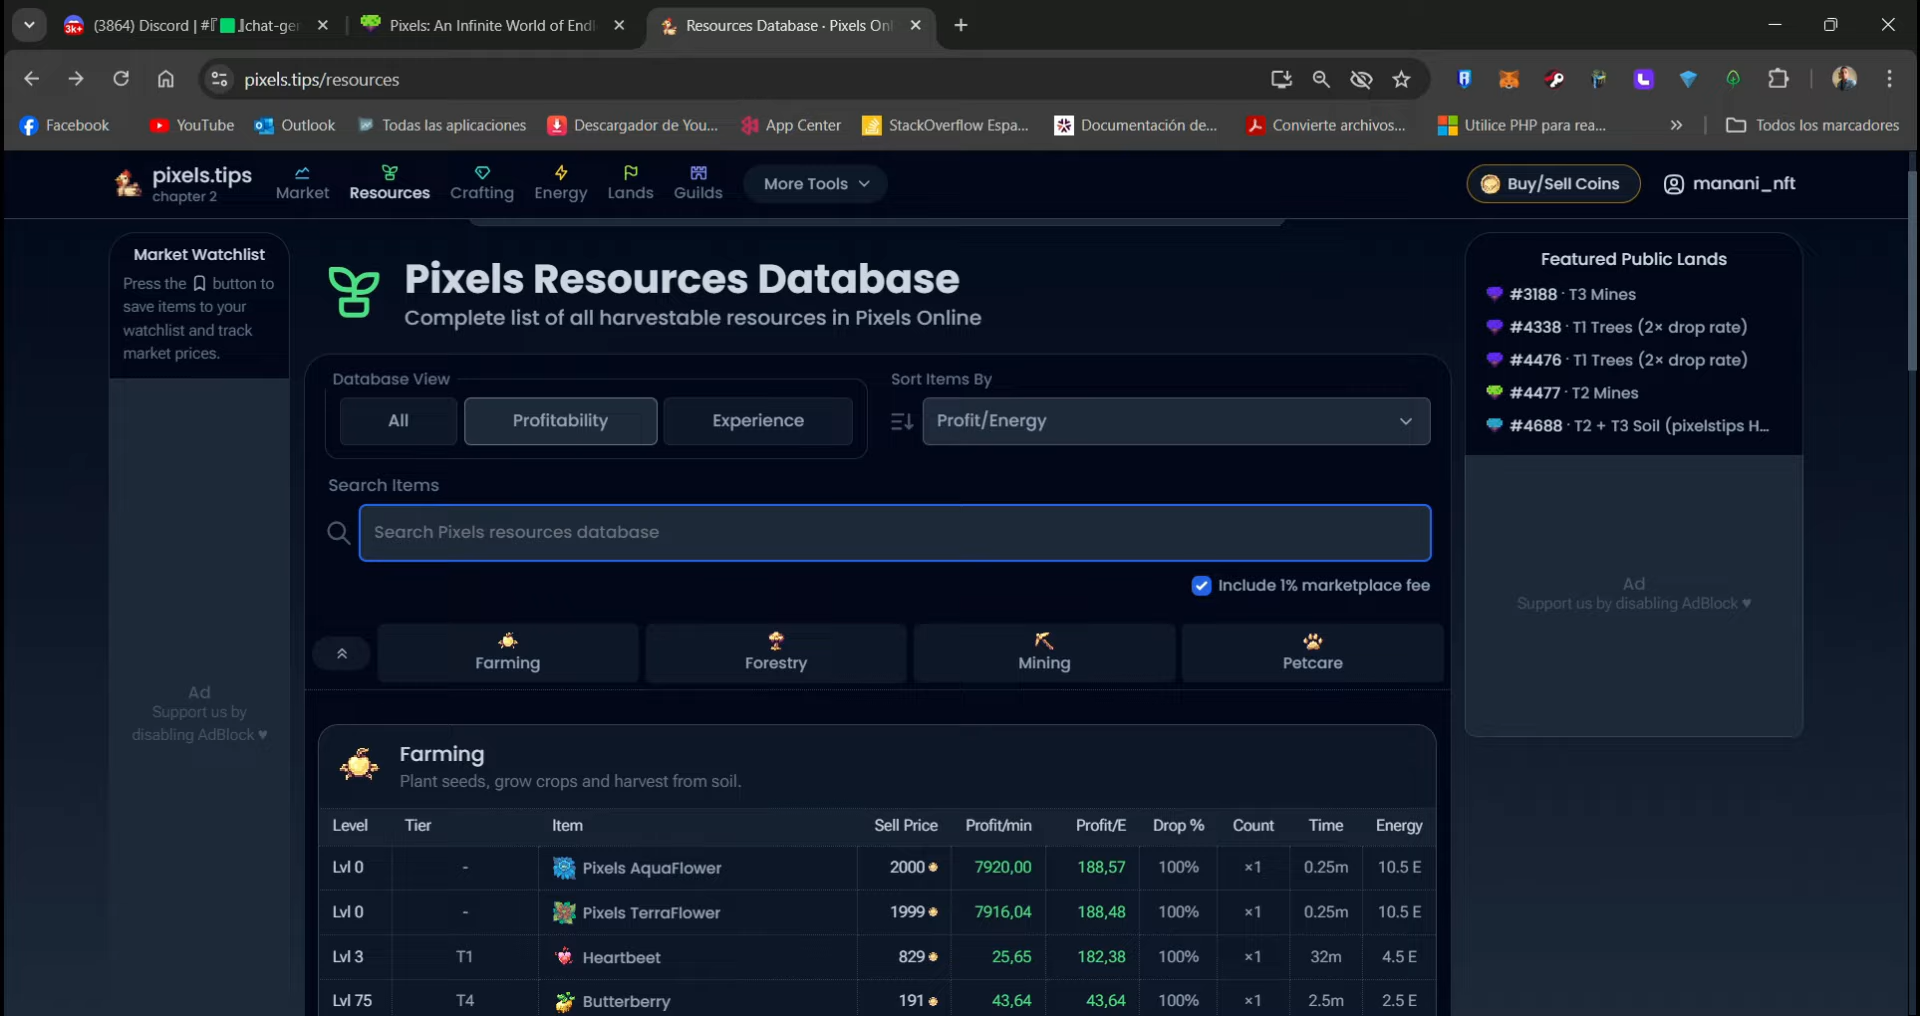 (3864) Discord | #『🟩』chat-ger
Pixels: An Infinite World of Endl
Resources Database · Pixels Onl
pixels.tips/resources
Facebook
YouTube
Outlook
Todas las aplicaciones
Descargador de You...
App Center
StackOverflow Espa...
Documentación de...
Convierte archivos...
Utilice PHP para rea...
Todos los marcadores
pixels.tips
chapter 2
Market
Resources
Crafting
Energy
Lands
Guilds
More Tools
Buy/Sell Coins
manani_nft
Market Watchlist
Press the button to
save items to your
watchlist and track
market prices.
Ad
Support us by
disabling AdBlock ♥
Pixels Resources Database
Complete list of all harvestable resources in Pixels Online
Database View
All
Profitability
Experience
Sort Items By
Profit/Energy
Search Items
Search Pixels resources database
Include 1% marketplace fee
Farming
Forestry
Mining
Petcare
Farming
Plant seeds, grow crops and harvest from soil.
Level Tier Item Sell Price Profit/min Profit/E Drop % Count Time Energy
Lvl 0 - Pixels AquaFlower 2000 7920,00 188,57 100% ×1 0.25m 10.5 E
Lvl 0 - Pixels TerraFlower 1999 7916,04 188,48 100% ×1 0.25m 10.5 E
Lvl 3 T1 Heartbeet 829 25,65 182,38 100% ×1 32m 4.5 E
Lvl 75 T4 Butterberry 191 43,64 43,64 100% ×1 2.5m 2.5 E
Featured Public Lands
#3188 · T3 Mines
#4338 · T1 Trees (2× drop rate)
#4476 · T1 Trees (2× drop rate)
#4477 · T2 Mines
#4688 · T2 + T3 Soil (pixelstips H...
Ad
Support us by disabling AdBlock ♥